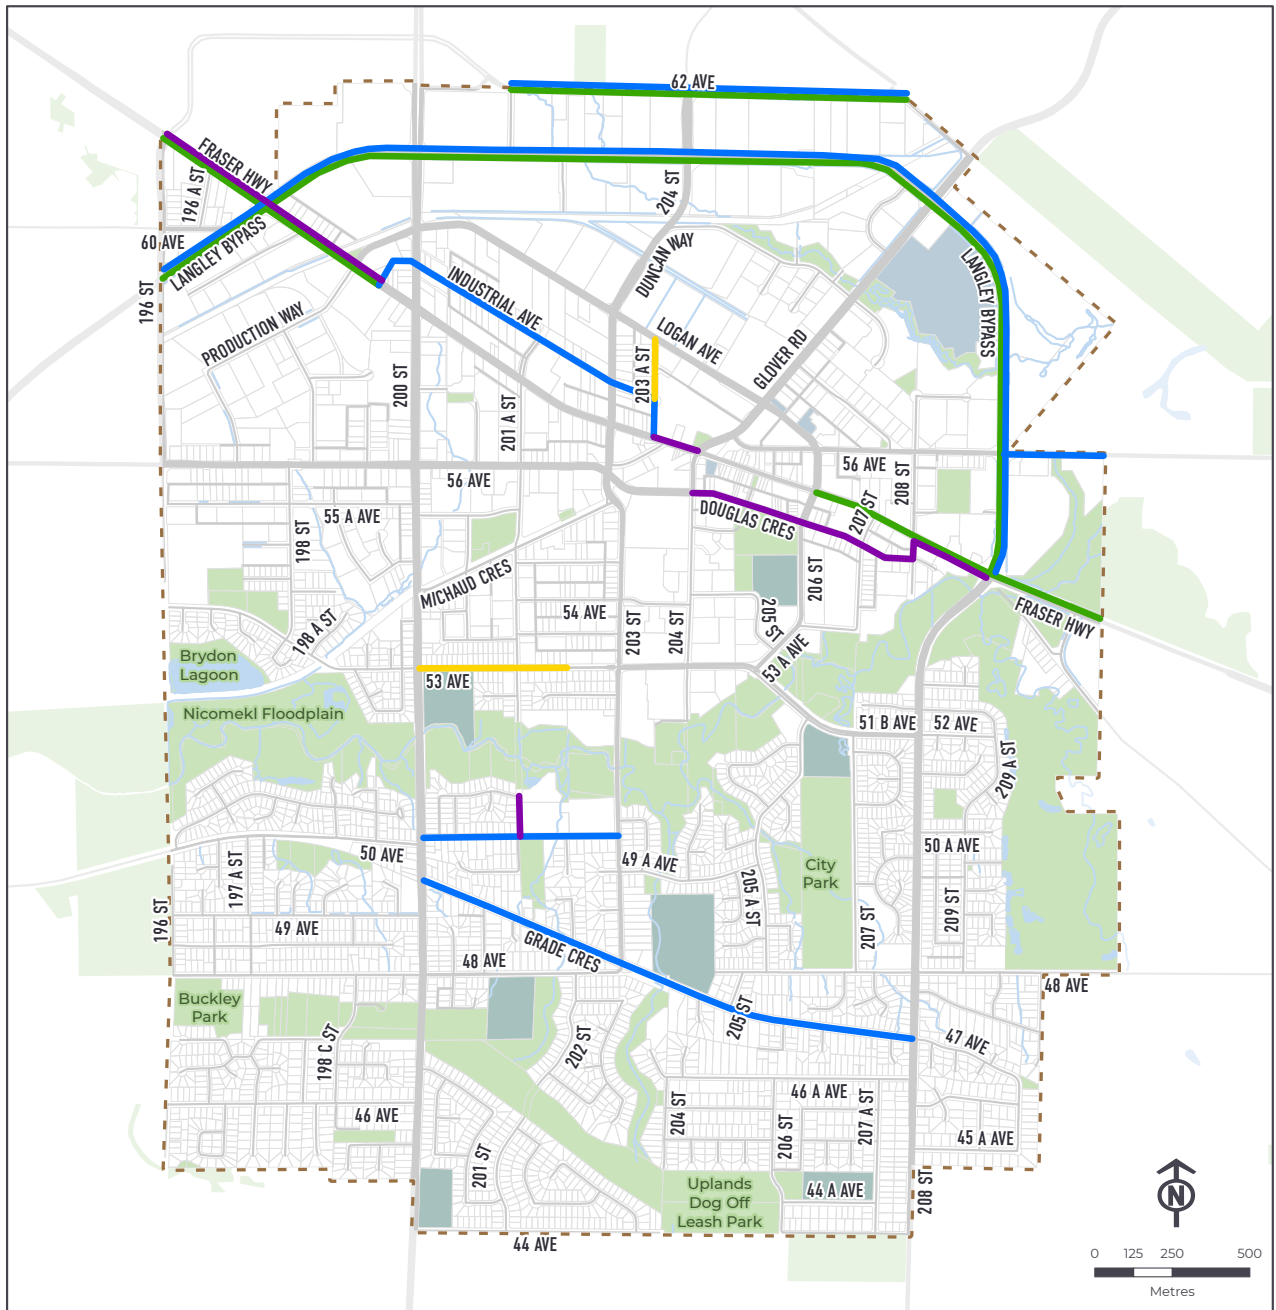 62 AVE
FRASER HWY
196 A ST
204 ST
60 AVE
LANGLEY BYPASS
DUNCAN WAY
LANGLEY BYPASS
196 ST
INDUSTRIAL AVE
PRODUCTION WAY
LOGAN AVE
GLOVER RD
200 ST
203 A ST
201 A ST
56 AVE
56 AVE
208 ST
55 A AVE
198 ST
DOUGLAS CRES
207 ST
MICHAUD CRES
206 ST
54 AVE
203 ST
204 ST
205 ST
FRASER HWY
198 A ST
53 A AVE
Brydon
Lagoon
53 AVE
Nicomekl Floodplain
51 B AVE
52 AVE
209 A ST
50 AVE
49 A AVE
50 A AVE
197 A ST
City
Park
205 A ST
196 ST
49 AVE
207 ST
209 ST
GRADE CRES
48 AVE
48 AVE
Buckley
Park
205 ST
198 C ST
202 ST
47 AVE
46 A AVE
46 AVE
204 ST
206 ST
207 A ST
45 A AVE
201 ST
Uplands
Dog Off
Leash Park
44 A AVE
208 ST
44 AVE
N
0 125 250 500
Metres